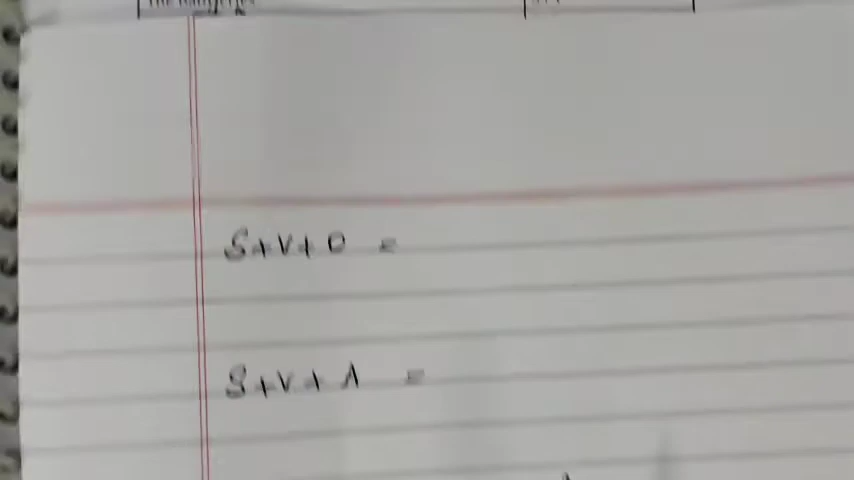 S+V+O =
S+V+A =